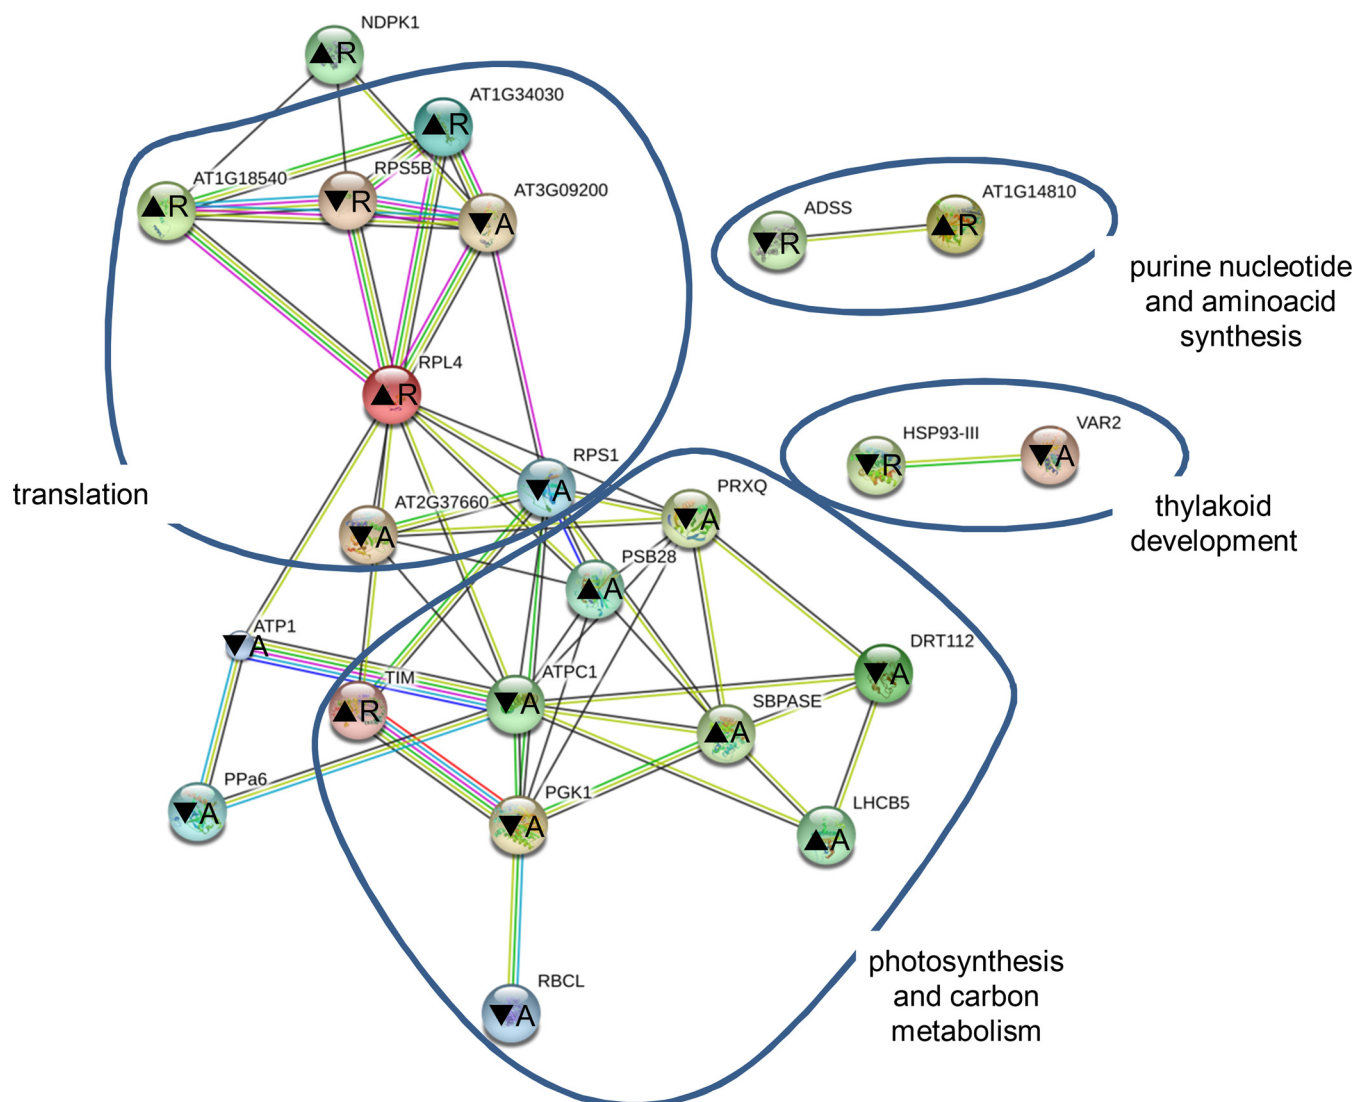 NDPK1
▲R
AT1G34030
▲R
AT1G18540
▲R
RPS5B
▼R
AT3G09200
▼A
ADSS
▼R
AT1G14810
▲R
purine nucleotide
and aminoacid
synthesis
RPL4
▲R
HSP93-III
▼R
VAR2
▼A
translation
RPS1
▼A
AT2G37660
▼A
PRXQ
▼A
thylakoid
development
PSB28
▲A
ATP1
▼A
TIM
▲R
ATPC1
▼A
DRT112
▼A
SBPASE
▲A
PPa6
▼A
PGK1
▼A
LHCB5
▲A
RBCL
▼A
photosynthesis
and carbon
metabolism